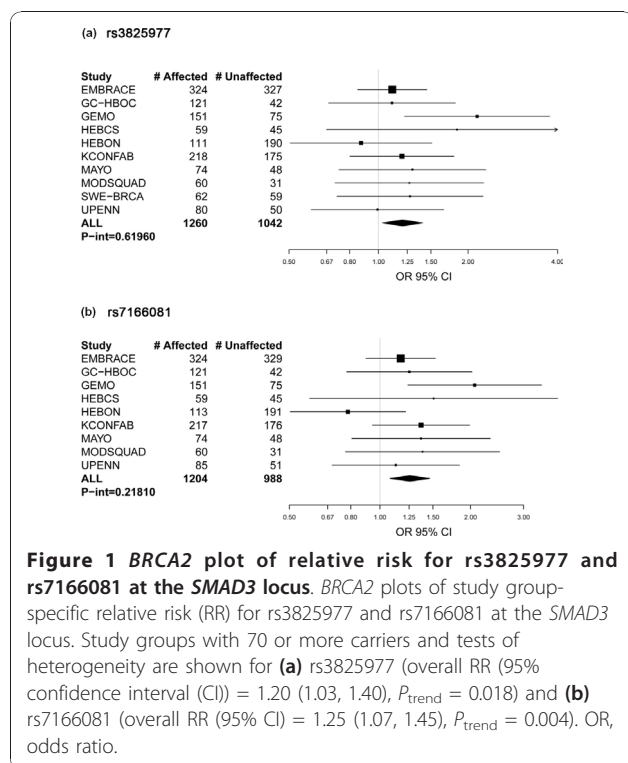 (a) rs3825977
Study # Affected # Unaffected
EMBRACE 324 327
GC−HBOC 121 42
GEMO 151 75
HEBCS 59 45
HEBON 111 190
KCONFAB 218 175
MAYO 74 48
MODSQUAD 60 31
SWE−BRCA 62 59
UPENN 80 50
ALL 1260 1042
P−int=0.61960
0.50 0.67 0.80 1.00 1.25 1.50 2.00 4.00
OR 95% CI
(b) rs7166081
Study # Affected # Unaffected
EMBRACE 324 329
GC−HBOC 121 42
GEMO 151 75
HEBCS 59 45
HEBON 113 191
KCONFAB 217 176
MAYO 74 48
MODSQUAD 60 31
UPENN 85 51
ALL 1204 988
P−int=0.21810
0.50 0.67 0.80 1.00 1.25 1.50 2.00 3.00
OR 95% CI
Figure 1 BRCA2 plot of relative risk for rs3825977 and
rs7166081 at the SMAD3 locus. BRCA2 plots of study group-
specific relative risk (RR) for rs3825977 and rs7166081 at the SMAD3
locus. Study groups with 70 or more carriers and tests of
heterogeneity are shown for (a) rs3825977 (overall RR (95%
confidence interval (CI)) = 1.20 (1.03, 1.40), Ptrend = 0.018) and (b)
rs7166081 (overall RR (95% CI) = 1.25 (1.07, 1.45), Ptrend = 0.004). OR,
odds ratio.